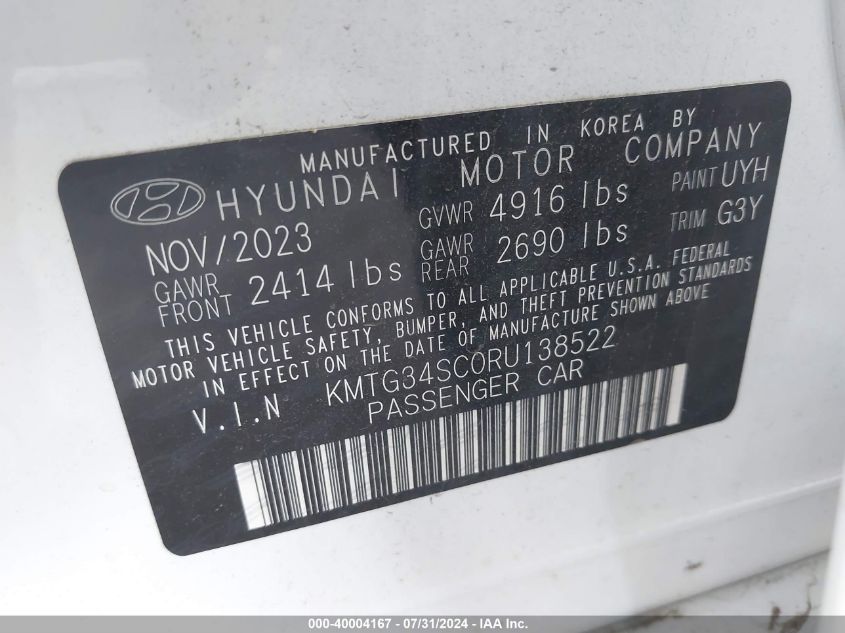 MANUFACTURED IN KOREA BY
HYUNDAI MOTOR COMPANY
NOV/2023 GVWR 4916 lbs PAINT UYH
GAWR FRONT 2414 lbs GAWR REAR 2690 lbs TRIM G3Y
THIS VEHICLE CONFORMS TO ALL APPLICABLE U.S.A. FEDERAL
MOTOR VEHICLE SAFETY, BUMPER, AND THEFT PREVENTION STANDARDS
IN EFFECT ON THE DATE OF MANUFACTURE SHOWN ABOVE
V.I.N KMTG34SC0RU138522
PASSENGER CAR
000-40004167 - 07/31/2024 - IAA Inc.